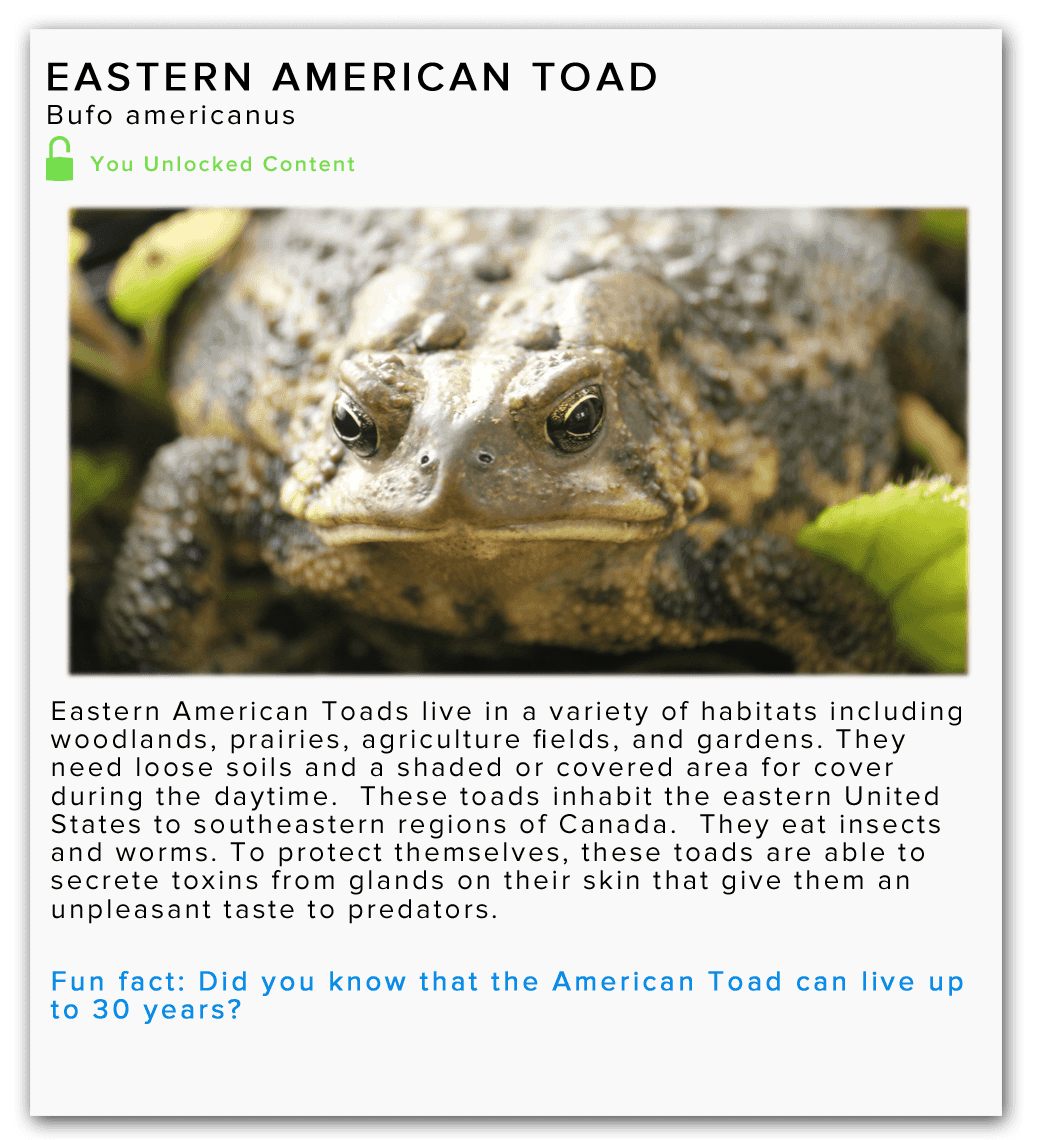 EASTERN AMERICAN TOAD
Bufo americanus
You Unlocked Content
Eastern American Toads live in a variety of habitats including
woodlands, prairies, agriculture fields, and gardens. They
need loose soils and a shaded or covered area for cover
during the daytime.  These toads inhabit the eastern United
States to southeastern regions of Canada.  They eat insects
and worms. To protect themselves, these toads are able to
secrete toxins from glands on their skin that give them an
unpleasant taste to predators.
Fun fact: Did you know that the American Toad can live up
to 30 years?